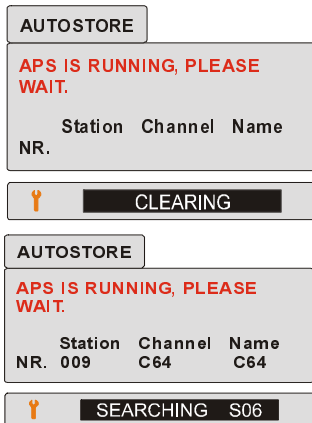 AUTOSTORE
APS IS RUNNING, PLEASE
WAIT.
Station Channel Name
NR.
CLEARING
AUTOSTORE
APS IS RUNNING, PLEASE
WAIT.
Station Channel Name
NR. 009 C64 C64
SEARCHING S06